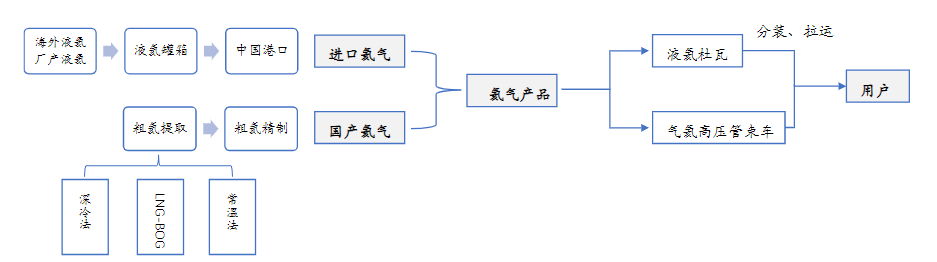 海外液氦
厂产液氦
液氦罐箱
中国港口
进口氦气
粗氦提取
粗氦精制
国产氦气
深冷法
LNG-BOG
常温法
氦气产品
液氦杜瓦
气氦高压管束车
分装、拉运
用户